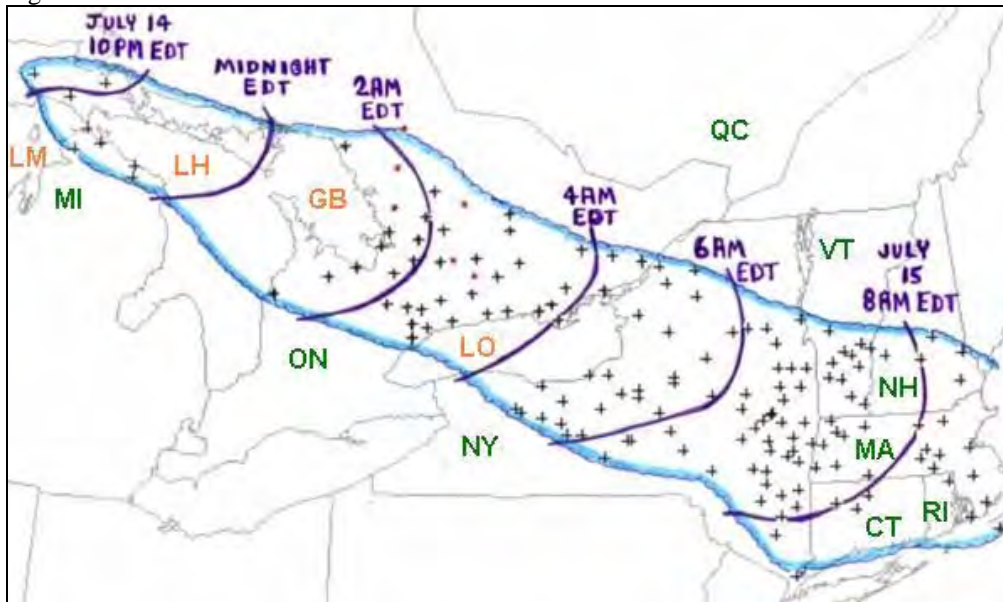 JULY 14
10PM EDT
MIDNIGHT
EDT
2AM
EDT
QC
LM
LH
MI
GB
4AM
EDT
6AM
EDT
VT
JULY
15
8AM EDT
ON
LO
NH
NY
MA
CT
RI